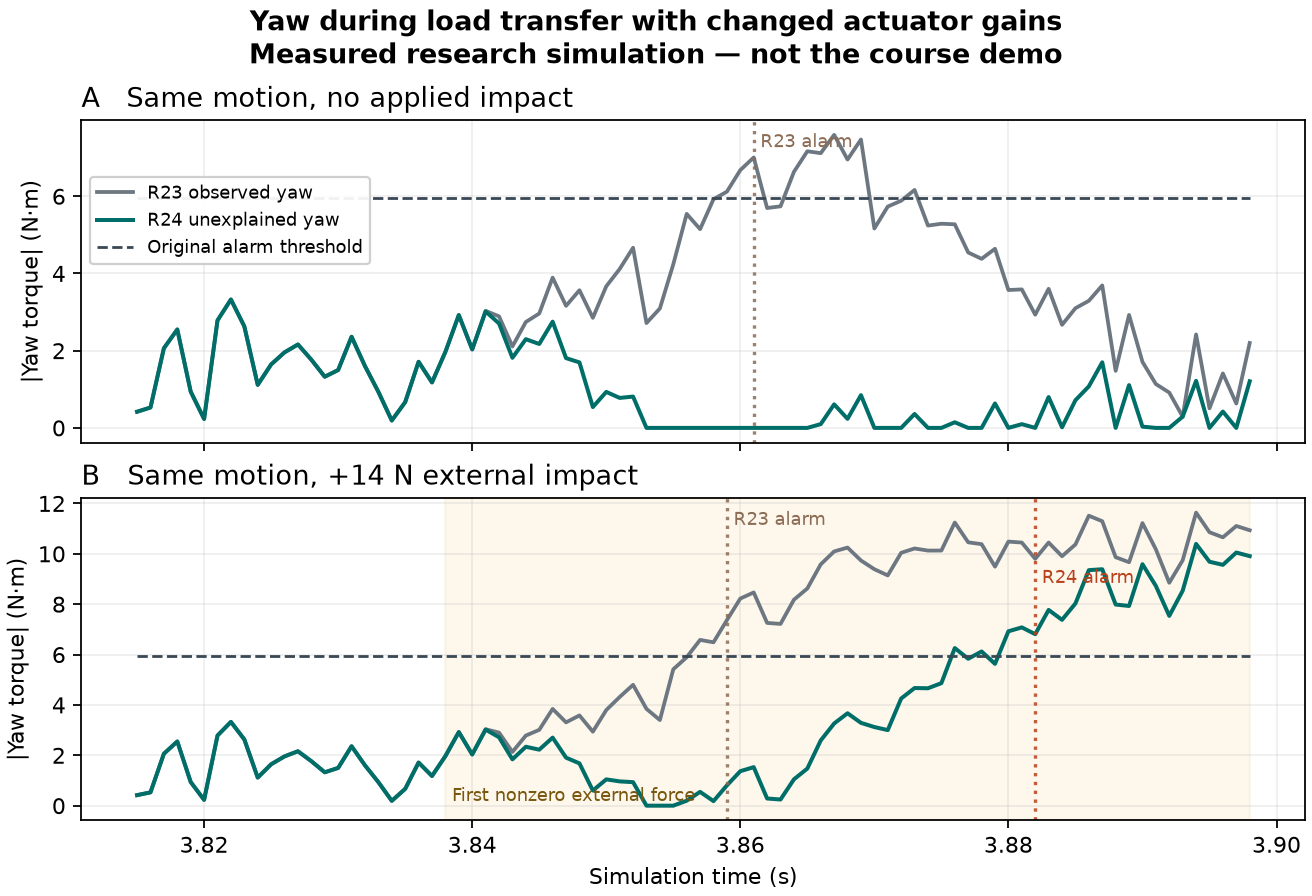 Yaw during load transfer with changed actuator gains
Measured research simulation — not the course demo
A Same motion, no applied impact
|Yaw torque| (N·m)
6
4
2
0
R23 observed yaw
R24 unexplained yaw
Original alarm threshold
R23 alarm
B Same motion, +14 N external impact
|Yaw torque| (N·m)
12
10
8
6
4
2
0
R23 alarm
R24 alarm
First nonzero external force
3.82 3.84 3.86 3.88 3.90
Simulation time (s)